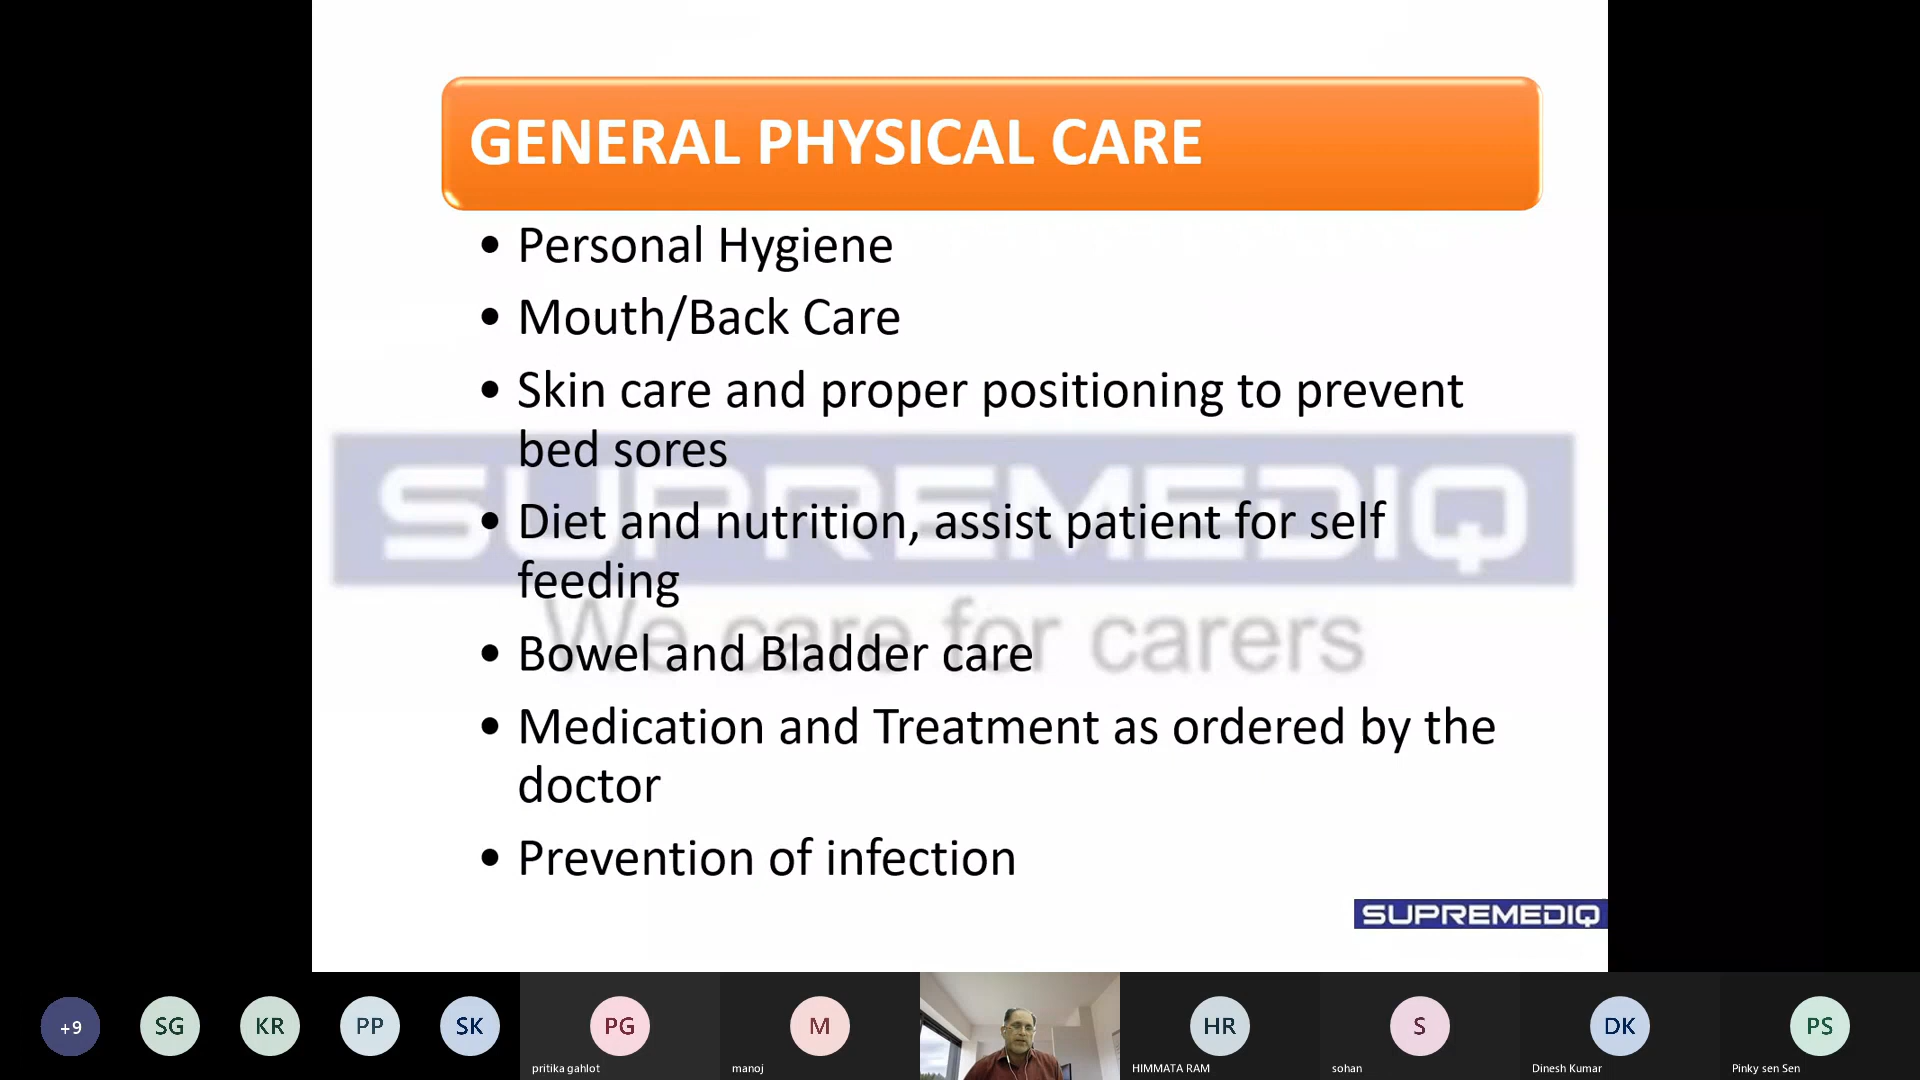 GENERAL PHYSICAL CARE
• Personal Hygiene
• Mouth/Back Care
• Skin care and proper positioning to prevent
bed sores
SUPREMEDIQ
• Diet and nutrition, assist patient for self
feeding
We care for carers
• Bowel and Bladder care
• Medication and Treatment as ordered by the
doctor
• Prevention of infection
SUPREMEDIQ
+9
SG
KR
PP
SK
PG
pritika gahlot
M
manoj
HR
HIMMATA RAM
S
sohan
DK
Dinesh Kumar
PS
Pinky sen Sen